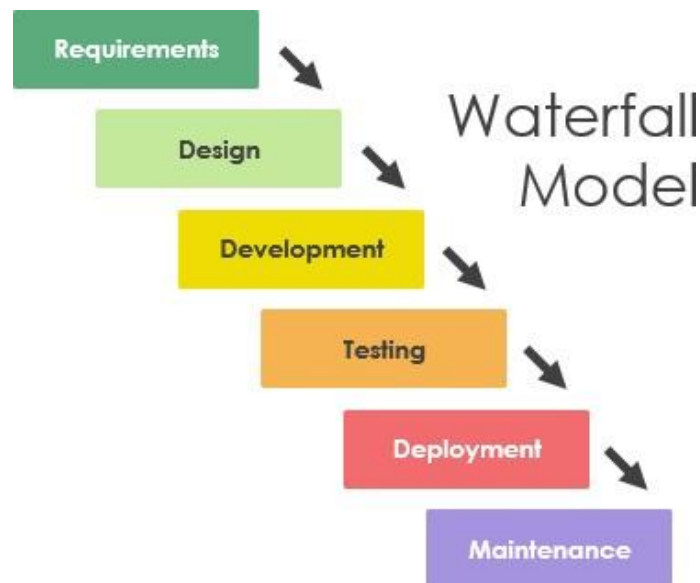 Requirements
Waterfall
Model
Design
Development
Testing
Deployment
Maintenance